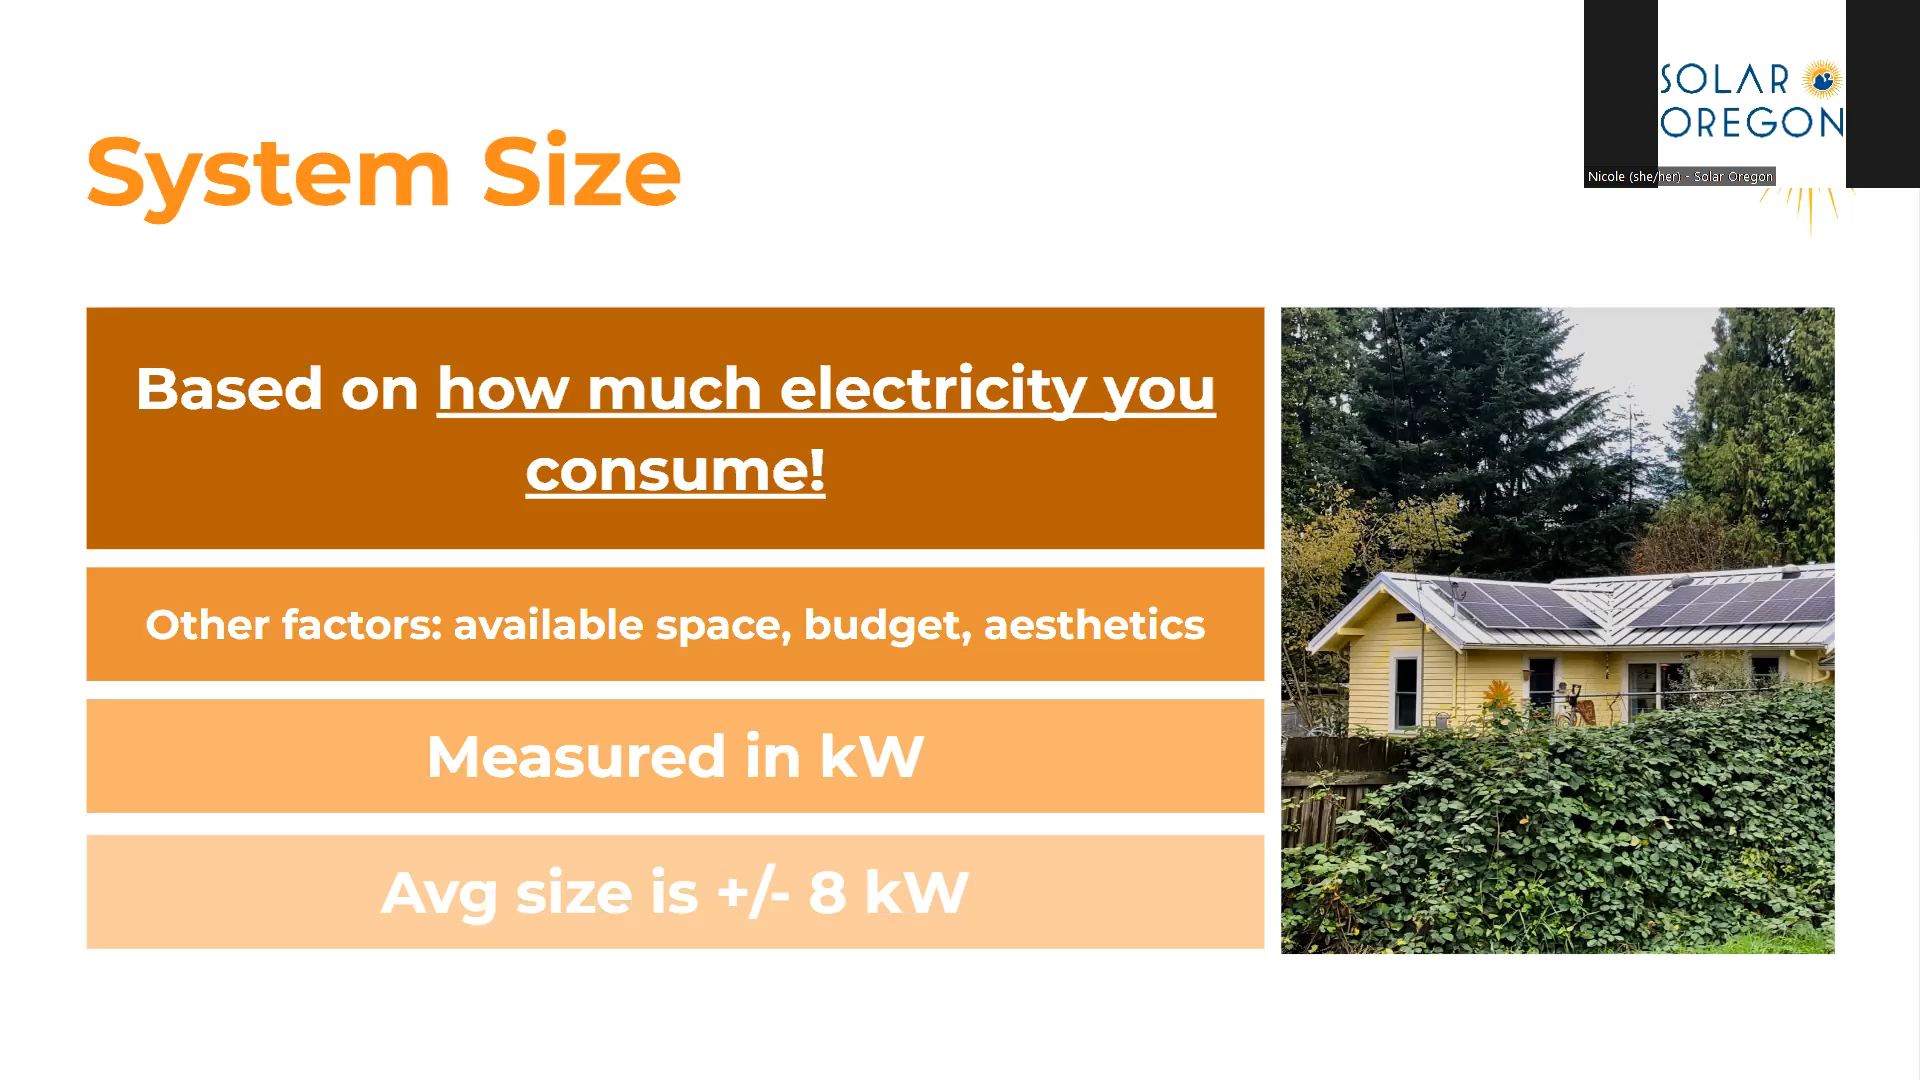 SOLAR
OREGON
Nicole (she/her) - Solar Oregon
System Size
Based on how much electricity you
consume!
Other factors: available space, budget, aesthetics
Measured in kW
Avg size is +/- 8 kW